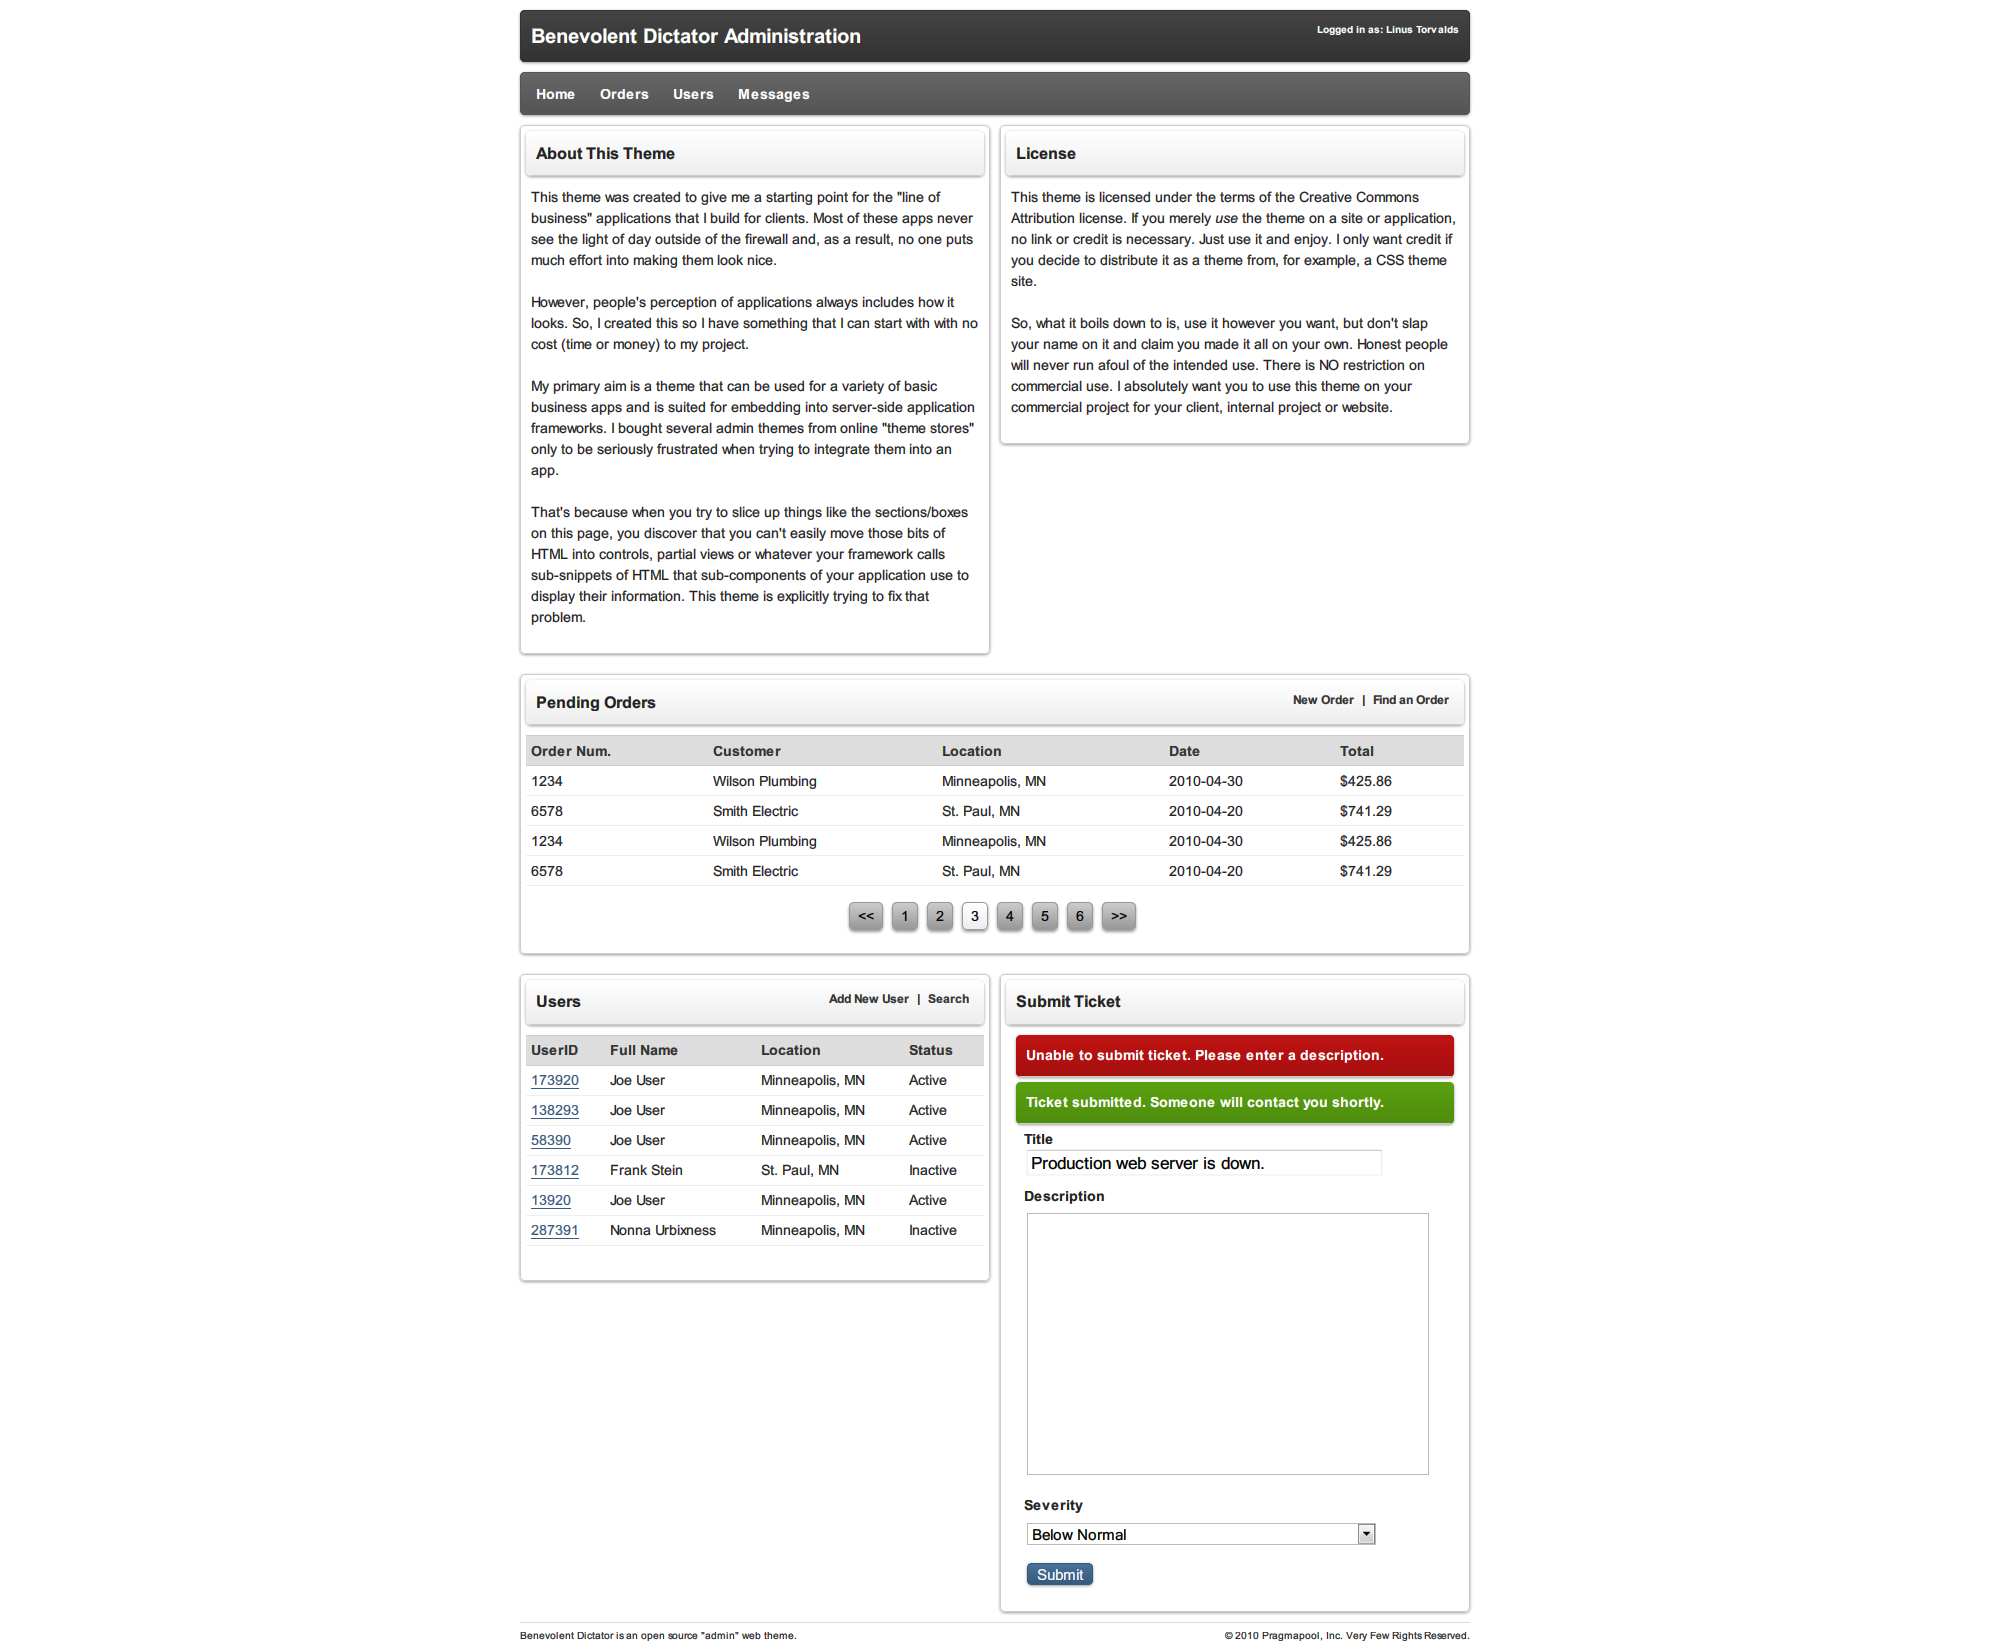 Benevolent Dictator Administration
Logged in as: Linus Torvalds
Home Orders Users Messages
About This Theme
This theme was created to give me a starting point for the "line of
business" applications that I build for clients. Most of these apps never
see the light of day outside of the firewall and, as a result, no one puts
much effort into making them look nice.
However, people's perception of applications always includes how it
looks. So, I created this so I have something that I can start with with no
cost (time or money) to my project.
My primary aim is a theme that can be used for a variety of basic
business apps and is suited for embedding into server-side application
frameworks. I bought several admin themes from online "theme stores"
only to be seriously frustrated when trying to integrate them into an
app.
That's because when you try to slice up things like the sections/boxes
on this page, you discover that you can't easily move those bits of
HTML into controls, partial views or whatever your framework calls
sub-snippets of HTML that sub-components of your application use to
display their information. This theme is explicitly trying to fix that
problem.
License
This theme is licensed under the terms of the Creative Commons
Attribution license. If you merely use the theme on a site or application,
no link or credit is necessary. Just use it and enjoy. I only want credit if
you decide to distribute it as a theme from, for example, a CSS theme
site.
So, what it boils down to is, use it however you want, but don't slap
your name on it and claim you made it all on your own. Honest people
will never run afoul of the intended use. There is NO restriction on
commercial use. I absolutely want you to use this theme on your
commercial project for your client, internal project or website.
Pending Orders
New Order | Find an Order
Order Num. Customer Location Date Total
1234 Wilson Plumbing Minneapolis, MN 2010-04-30 $425.86
6578 Smith Electric St. Paul, MN 2010-04-20 $741.29
1234 Wilson Plumbing Minneapolis, MN 2010-04-30 $425.86
6578 Smith Electric St. Paul, MN 2010-04-20 $741.29
<< 1 2 3 4 5 6 >>
Users
Add New User | Search
UserID Full Name Location Status
173920 Joe User Minneapolis, MN Active
138293 Joe User Minneapolis, MN Active
58390 Joe User Minneapolis, MN Active
173812 Frank Stein St. Paul, MN Inactive
13920 Joe User Minneapolis, MN Active
287391 Nonna Urbixness Minneapolis, MN Inactive
Submit Ticket
Unable to submit ticket. Please enter a description.
Ticket submitted. Someone will contact you shortly.
Title
Production web server is down.
Description
Severity
Below Normal
Submit
Benevolent Dictator is an open source "admin" web theme.
© 2010 Pragmapool, Inc. Very Few Rights Reserved.